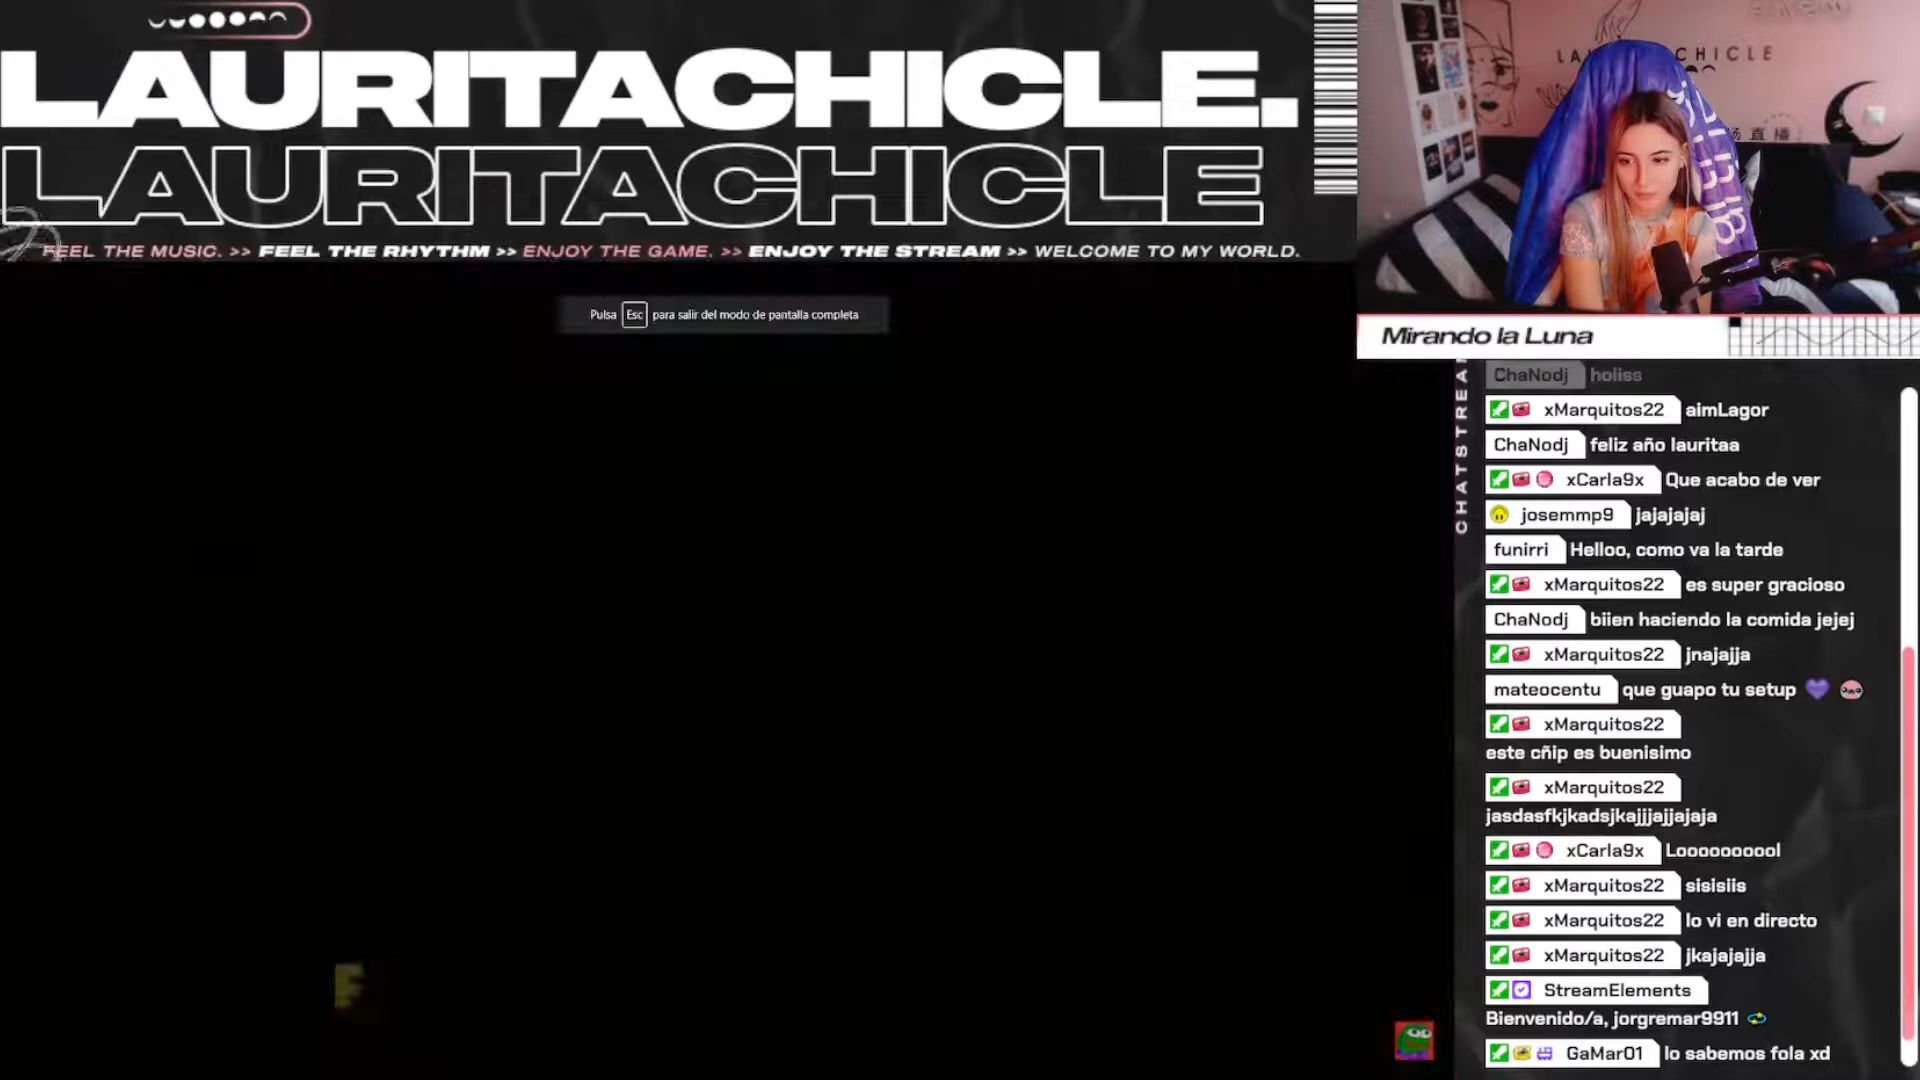 LAURITACHICLE.
LAURITACHICLE
FEEL THE MUSIC. >> FEEL THE RHYTHM >> ENJOY THE GAME. >> ENJOY THE STREAM >> WELCOME TO MY WORLD.
Pulsa Esc para salir del modo de pantalla completa
Mirando la Luna
ChaNodj holiss
xMarquitos22 aimLagor
ChaNodj feliz año lauritaa
xCarla9x Que acabo de ver
josemmp9 jajajajaj
funirri Helloo, como va la tarde
xMarquitos22 es super gracioso
ChaNodj biien haciendo la comida jejej
xMarquitos22 jnajajja
mateocentu que guapo tu setup
xMarquitos22
este cñip es buenisimo
xMarquitos22
jasdasfkjkadsjkajjjajjajaja
xCarla9x Loooooooool
xMarquitos22 sisisiis
xMarquitos22 lo vi en directo
xMarquitos22 jkajajajja
StreamElements
Bienvenido/a, jorgremar9911
GaMar01 lo sabemos fola xd